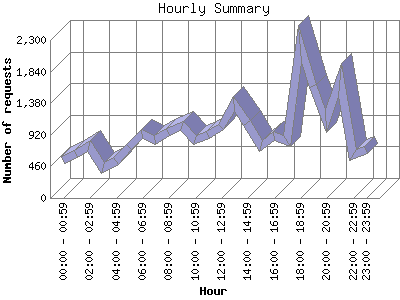 Hourly Summary
Number of requests
2,300
1,840
1,380
920
460
0
00:00 - 00:59
02:00 - 02:59
04:00 - 04:59
06:00 - 06:59
08:00 - 08:59
10:00 - 10:59
12:00 - 12:59
14:00 - 14:59
16:00 - 16:59
18:00 - 18:59
20:00 - 20:59
22:00 - 22:59
23:00 - 23:59
Hour